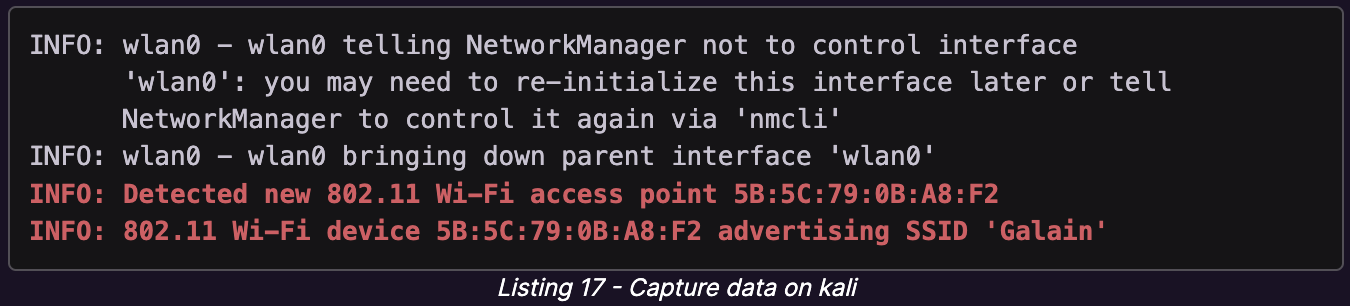 INFO: wlan0 - wlan0 telling NetworkManager not to control interface
'wlan0': you may need to re-initialize this interface later or tell
NetworkManager to control it again via 'nmcli'
INFO: wlan0 - wlan0 bringing down parent interface 'wlan0'
INFO: Detected new 802.11 Wi-Fi access point 5B:5C:79:0B:A8:F2
INFO: 802.11 Wi-Fi device 5B:5C:79:0B:A8:F2 advertising SSID 'Galain'
Listing 17 - Capture data on kali